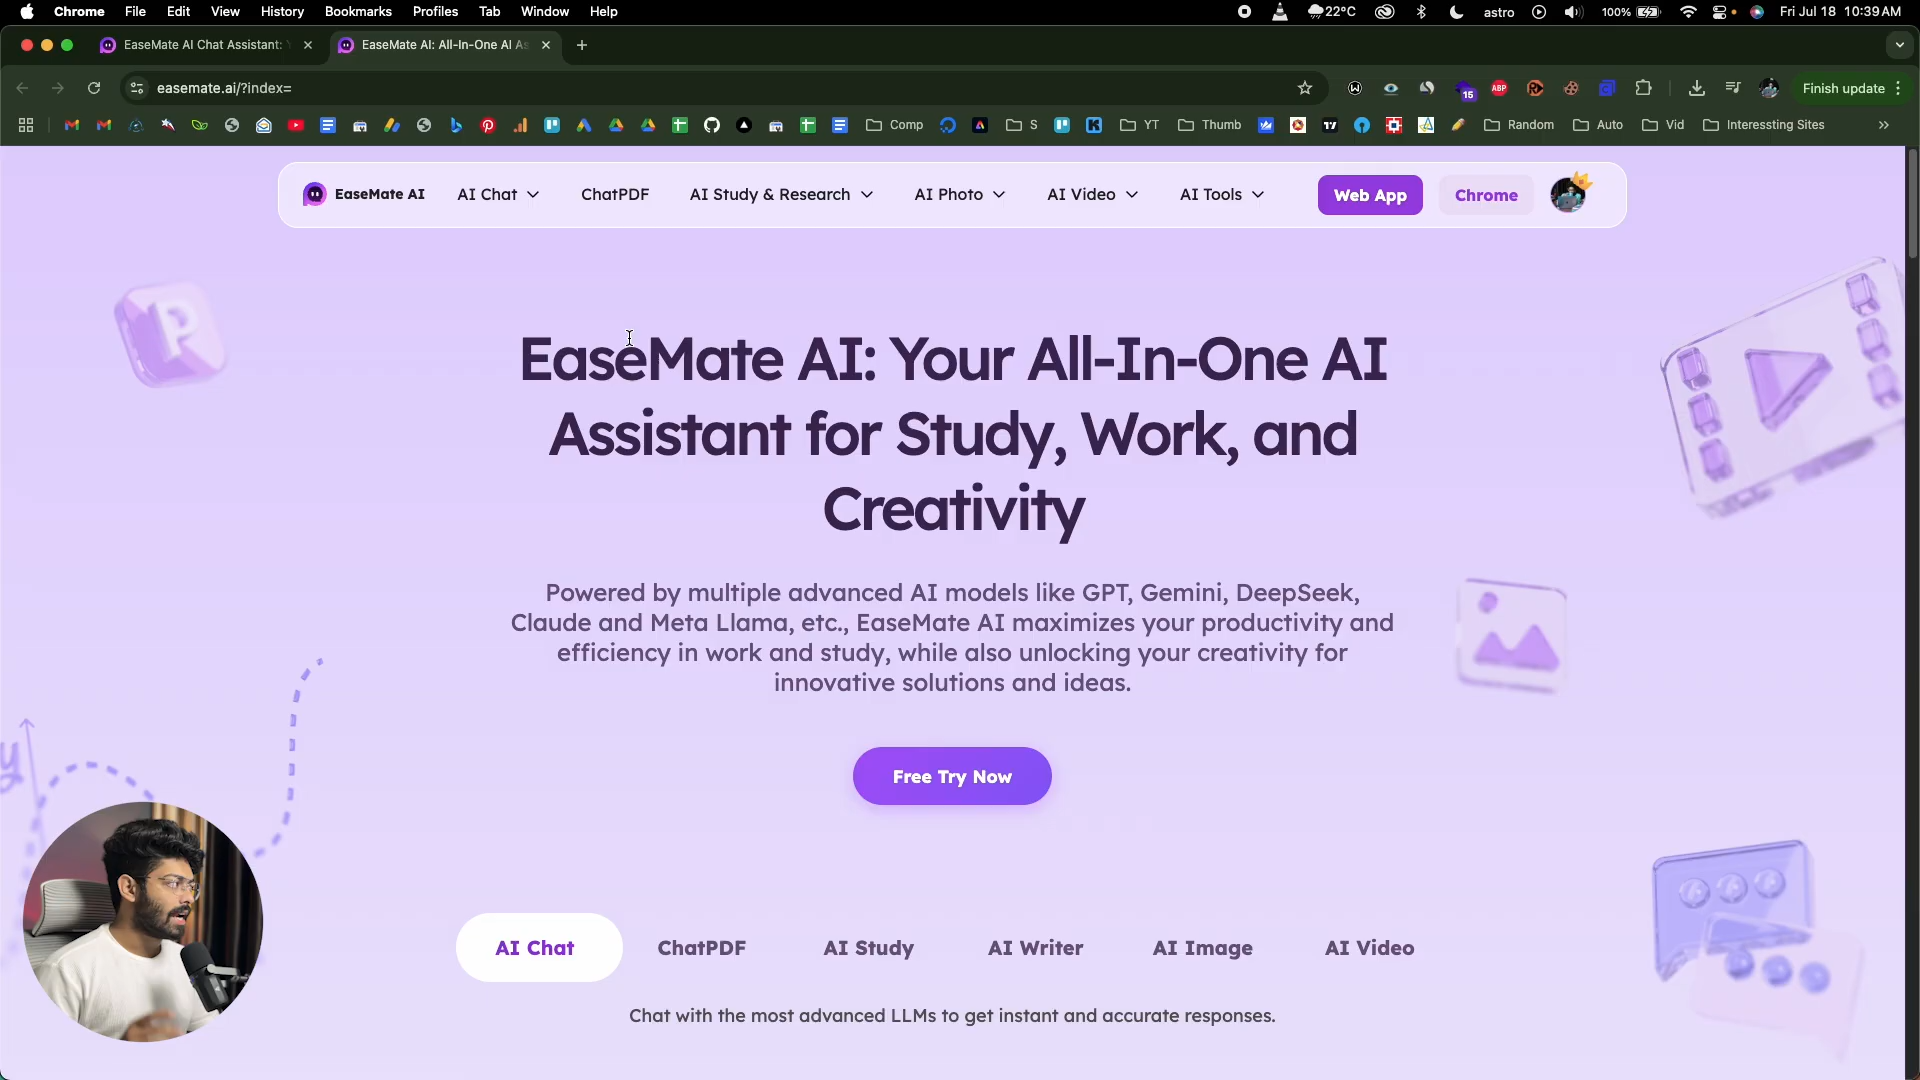 Chrome File Edit View History Bookmarks Profiles Tab Window Help 22°C astro 100% Fri Jul 18 10:39 AM
EaseMate AI Chat Assistant: EaseMate AI: All-In-One AI As
easemate.ai/?index= 15 ABP Finish update
Comp S YT Thumb Random Auto Vid Interessting Sites
EaseMate AI AI Chat ChatPDF AI Study & Research AI Photo AI Video AI Tools Web App Chrome
EaseMate AI: Your All-In-One AI
Assistant for Study, Work, and
Creativity
Powered by multiple advanced AI models like GPT, Gemini, DeepSeek,
Claude and Meta Llama, etc., EaseMate AI maximizes your productivity and
efficiency in work and study, while also unlocking your creativity for
innovative solutions and ideas.
Free Try Now
AI Chat ChatPDF AI Study AI Writer AI Image AI Video
Chat with the most advanced LLMs to get instant and accurate responses.